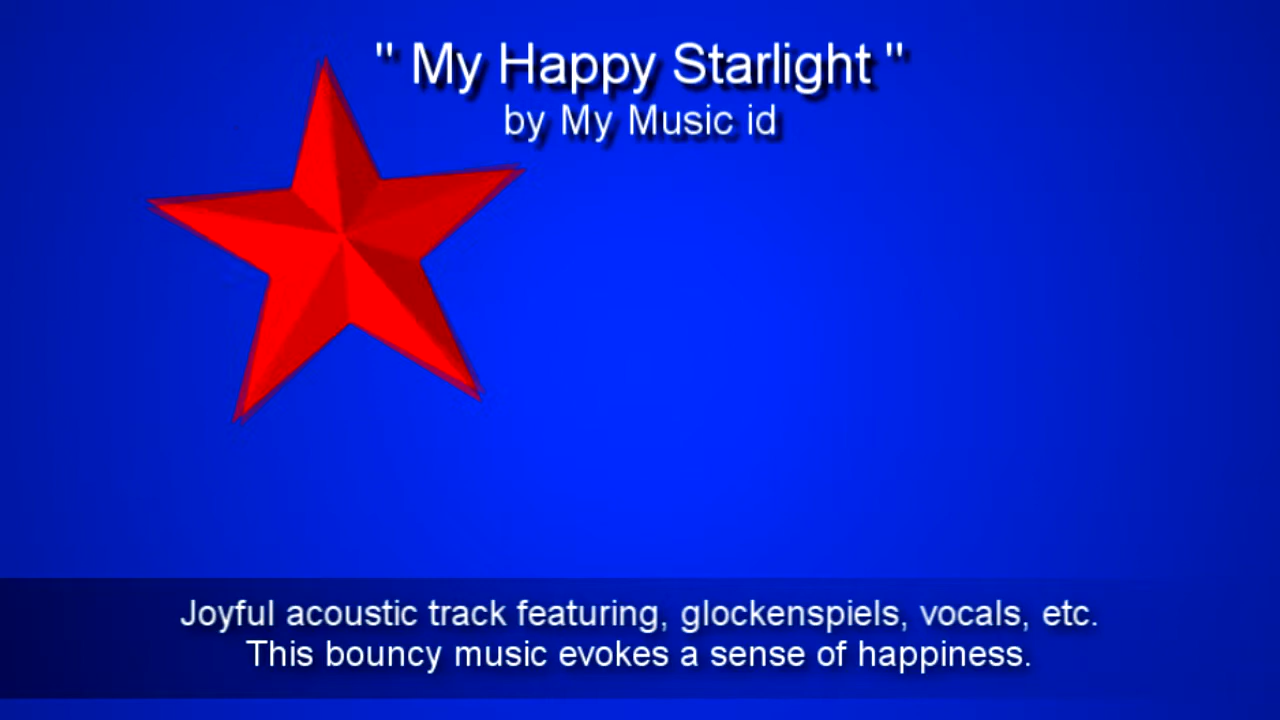 " My Happy Starlight "
by My Music id
Joyful acoustic track featuring, glockenspiels, vocals, etc.
This bouncy music evokes a sense of happiness.